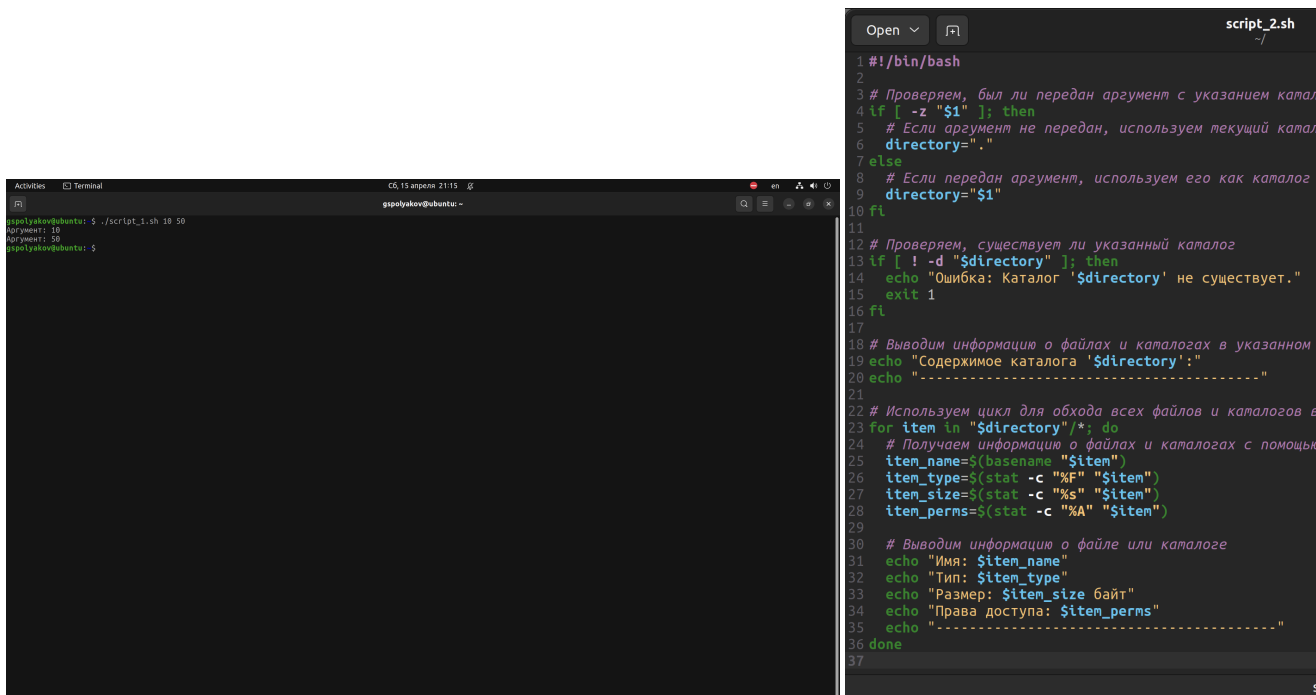 Activities Terminal Сб, 15 апреля 21:15 en
gspolyakov@ubuntu: ~
gspolyakov@ubuntu: $ ./script_1.sh 10 50
Аргумент: 10
Аргумент: 50
gspolyakov@ubuntu: $
Open script_2.sh
~/
1 #!/bin/bash
2
3 # Проверяем, был ли передан аргумент с указанием катал
4 if [ -z "$1" ]; then
5   # Если аргумент не передан, используем текущий катал
6   directory="."
7 else
8   # Если передан аргумент, используем его как каталог
9   directory="$1"
10 fi
11
12 # Проверяем, существует ли указанный каталог
13 if [ ! -d "$directory" ]; then
14   echo "Ошибка: Каталог '$directory' не существует."
15   exit 1
16 fi
17
18 # Выводим информацию о файлах и каталогах в указанном
19 echo "Содержимое каталога '$directory':"
20 echo "-----------------------------------------"
21
22 # Используем цикл для обхода всех файлов и каталогов в
23 for item in "$directory"/*; do
24   # Получаем информацию о файлах и каталогах с помощью
25   item_name=$(basename "$item")
26   item_type=$(stat -c "%F" "$item")
27   item_size=$(stat -c "%s" "$item")
28   item_perms=$(stat -c "%A" "$item")
29
30   # Выводим информацию о файле или каталоге
31   echo "Имя: $item_name"
32   echo "Тип: $item_type"
33   echo "Размер: $item_size байт"
34   echo "Права доступа: $item_perms"
35   echo "-----------------------------------------"
36 done
37